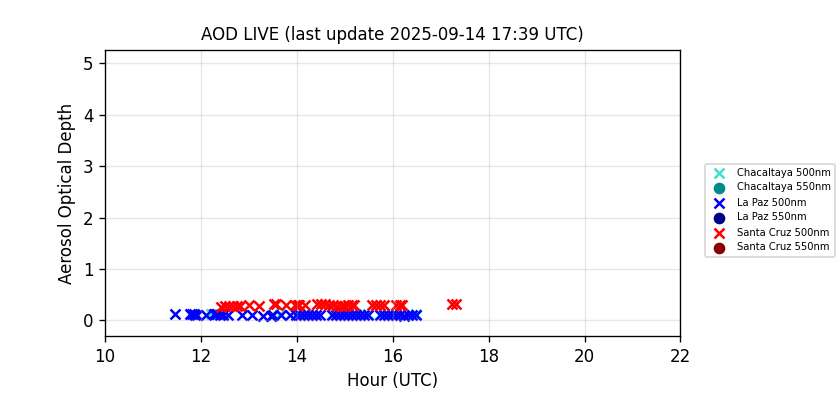 AOD LIVE (last update 2025-09-14 17:39 UTC)
Aerosol Optical Depth
5
4
3
2
1
0
10 12 14 16 18 20 22
Hour (UTC)
Chacaltaya 500nm
Chacaltaya 550nm
La Paz 500nm
La Paz 550nm
Santa Cruz 500nm
Santa Cruz 550nm